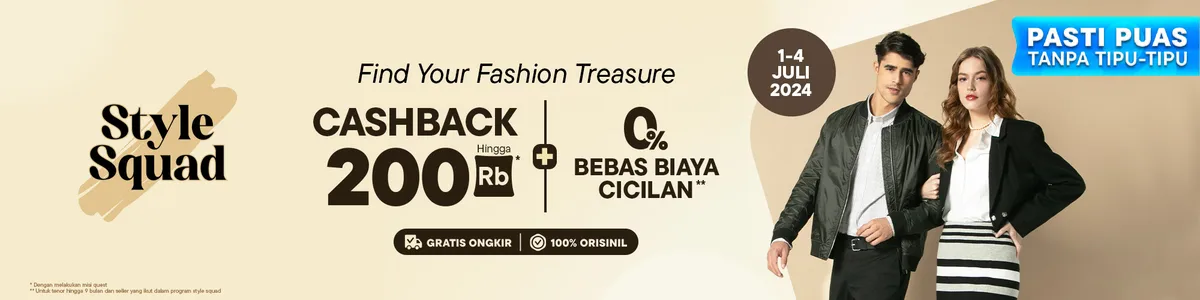 Style
Squad
Find Your Fashion Treasure
CASHBACK
Hingga
200 Rb*
+
0%
BEBAS BIAYA
CICILAN**
GRATIS ONGKIR | 100% ORISINIL
1-4
JULI
2024
PASTI PUAS
TANPA TIPU-TIPU
* Dengan melakukan misi quest
** Untuk tenor hingga 9 bulan dan seller yang ikut dalam program style squad